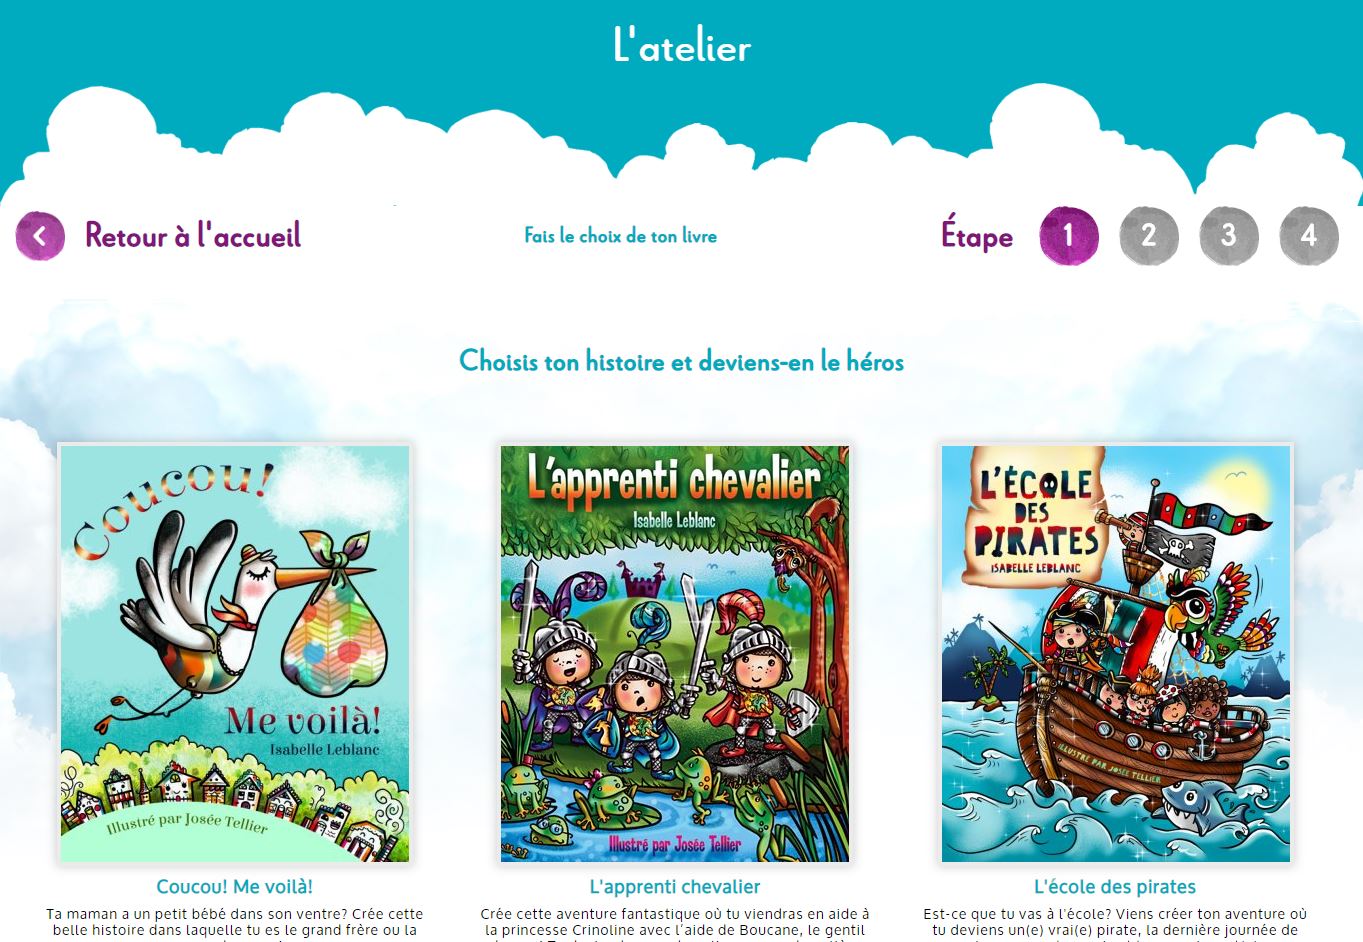 L'atelier
Retour à l'accueil
Fais le choix de ton livre
Étape 1 2 3 4
Choisis ton histoire et deviens-en le héros
Coucou!
Me voilà!
Isabelle Leblanc
Illustré par Josée Tellier
L'apprenti chevalier
Isabelle Leblanc
Illustré par Josée Tellier
L'ÉCOLE
DES
PIRATES
ISABELLE LEBLANC
ILLUSTRÉ PAR JOSÉE TELLIER
Coucou! Me voilà!
Ta maman a un petit bébé dans son ventre? Crée cette
belle histoire dans laquelle tu es le grand frère ou la
L'apprenti chevalier
Crée cette aventure fantastique où tu viendras en aide à
la princesse Crinoline avec l'aide de Boucane, le gentil
L'école des pirates
Est-ce que tu vas à l'école? Viens créer ton aventure où
tu deviens un(e) vrai(e) pirate, la dernière journée de